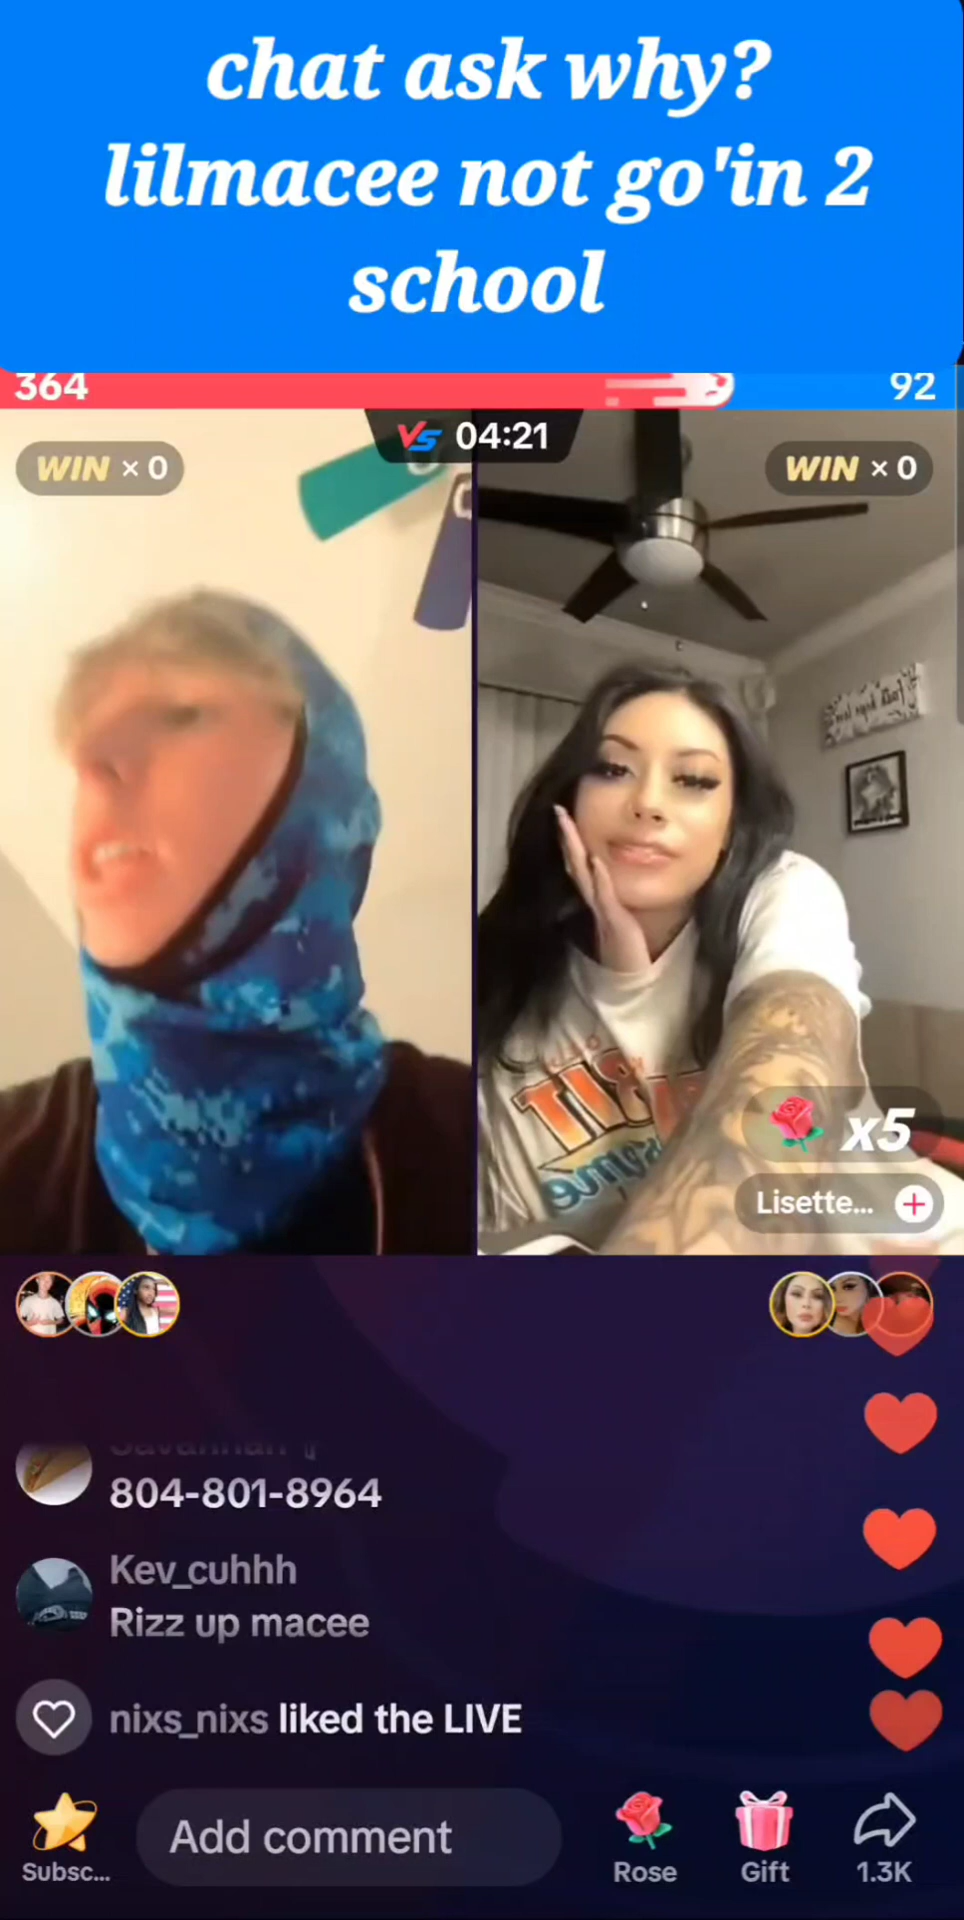 chat ask why?
lilmacee not go'in 2
school
364
92
VS 04:21
WIN × 0
WIN × 0
x5
Lisette...
804-801-8964
Kev_cuhhh
Rizz up macee
nixs_nixs liked the LIVE
Add comment
Subsc...
Rose
Gift
1.3K